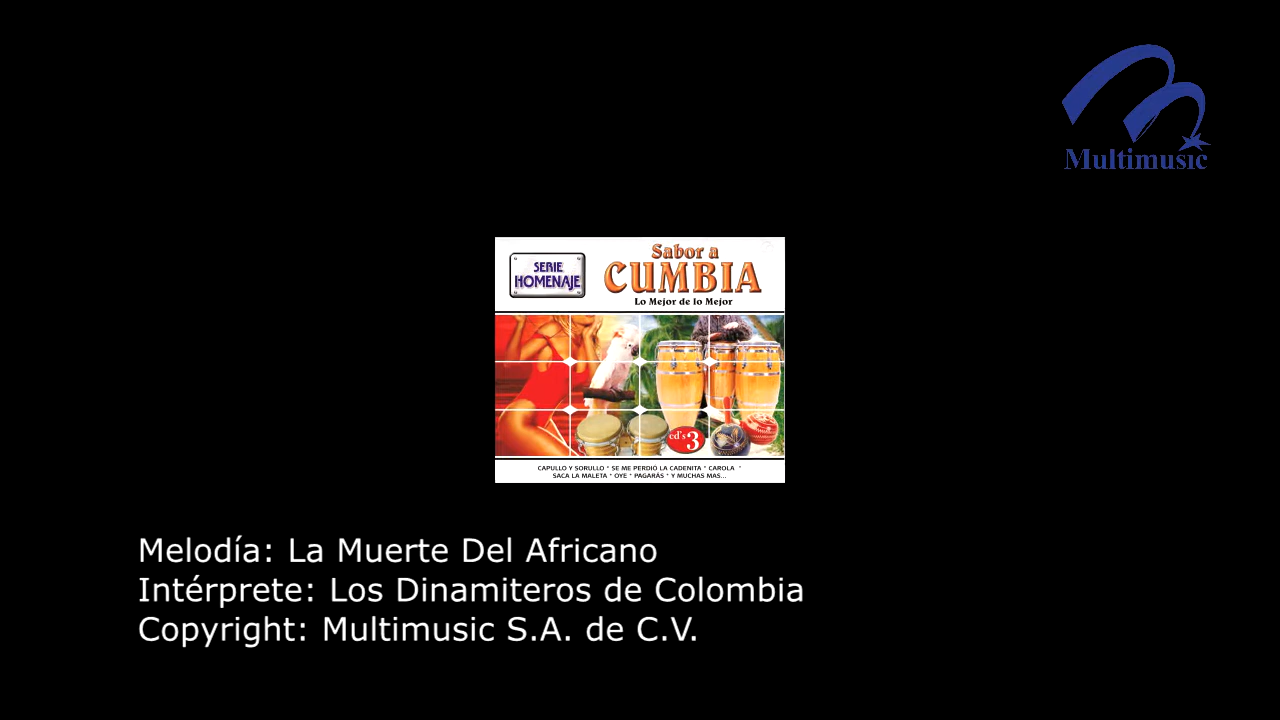 Multimusic
SERIE
HOMENAJE
Sabor a
CUMBIA
Lo Mejor de lo Mejor
cd's 3
CAPULLO Y SORULLO * SE ME PERDIÓ LA CADENITA * CAROLA *
SACA LA MALETA * OYE * PAGARÁS * Y MUCHAS MAS...
Melodía: La Muerte Del Africano
Intérprete: Los Dinamiteros de Colombia
Copyright: Multimusic S.A. de C.V.